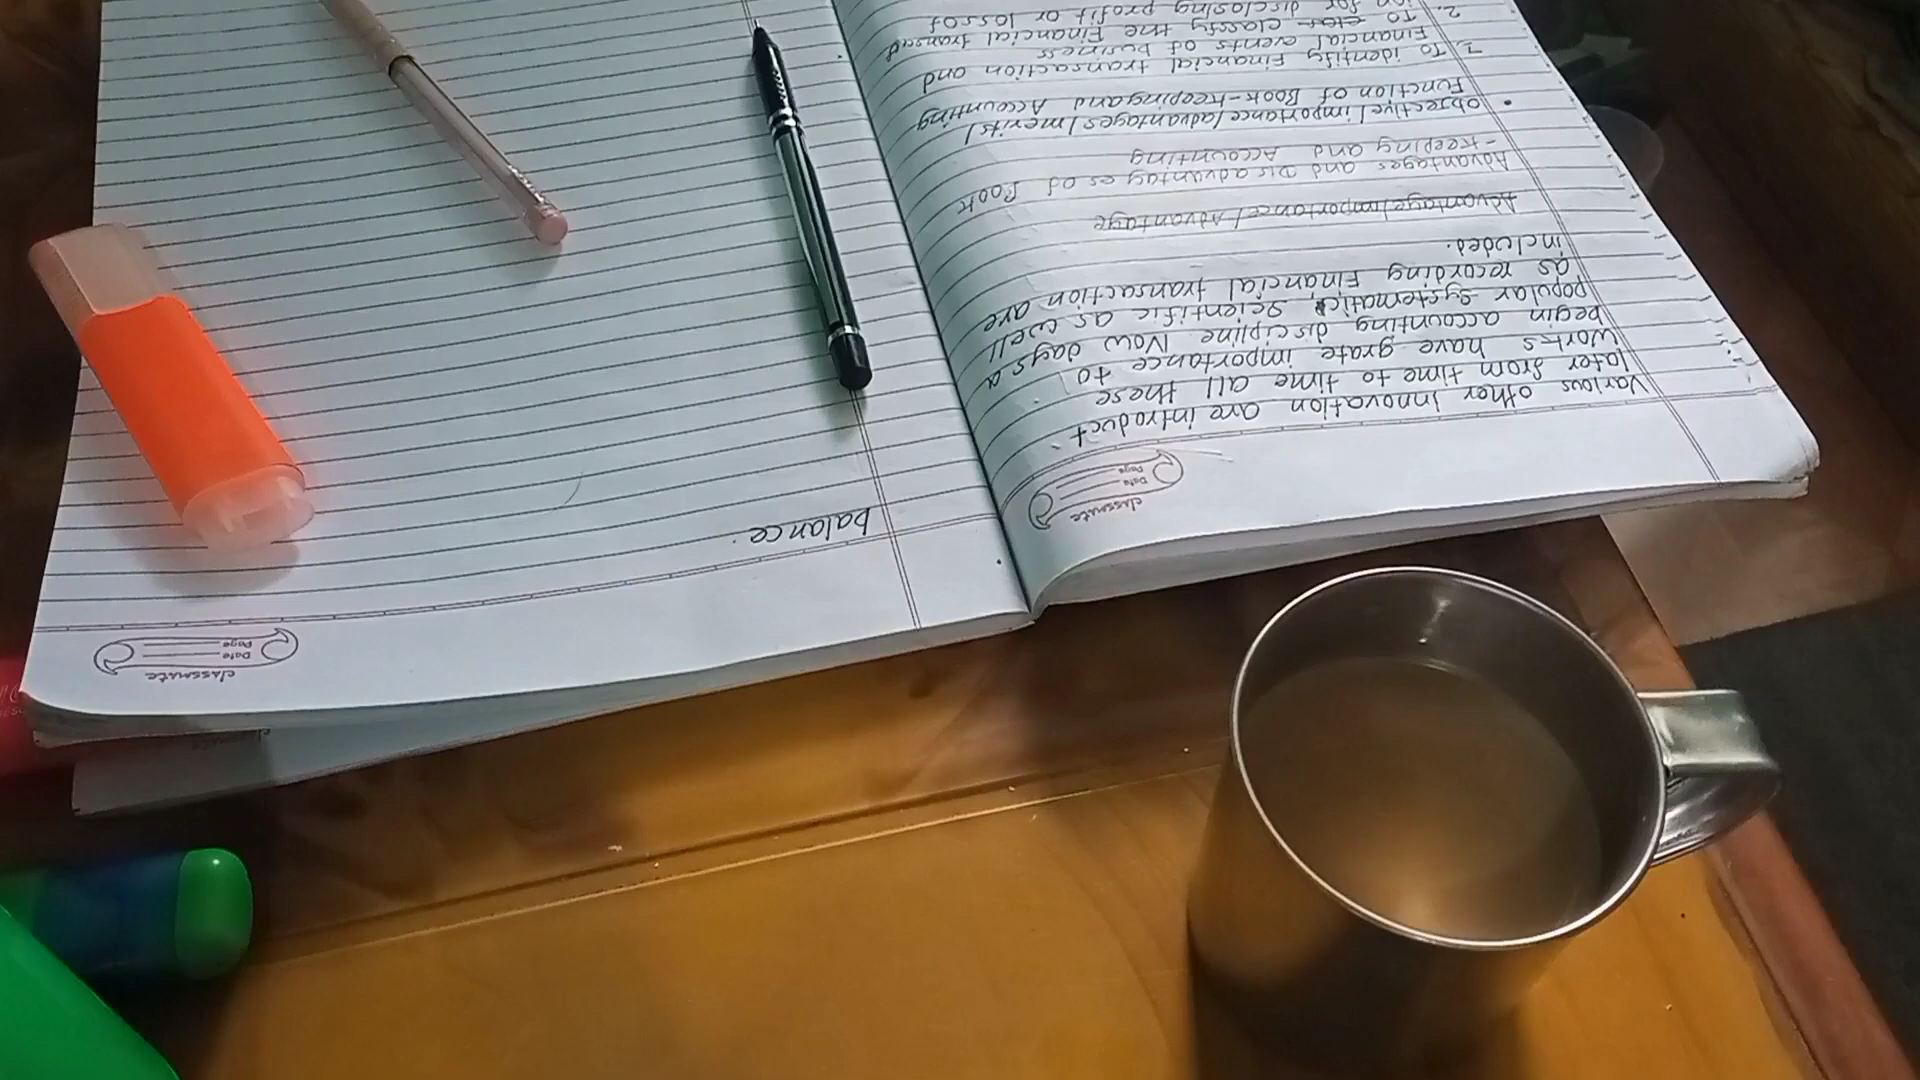 classmate
Date
Page
Various other innovation are introduct
later from time to time all these
works have grate importance to
begin accounting discipline Now days a
popular systematic, scientific as well
as recording Financial transaction are
included.
Advantage/importance/Advantage
Advantages and Disadvantages of Book
-keeping and Accounting
objective/importance/advantages/merits/
Function of Book-keeping and Accounting
To identify Financial transaction and
Financial events of business
2. To clas classfy the Financial transact
ion for disclosing profit or loss of
classmate
Date
Page
balance.